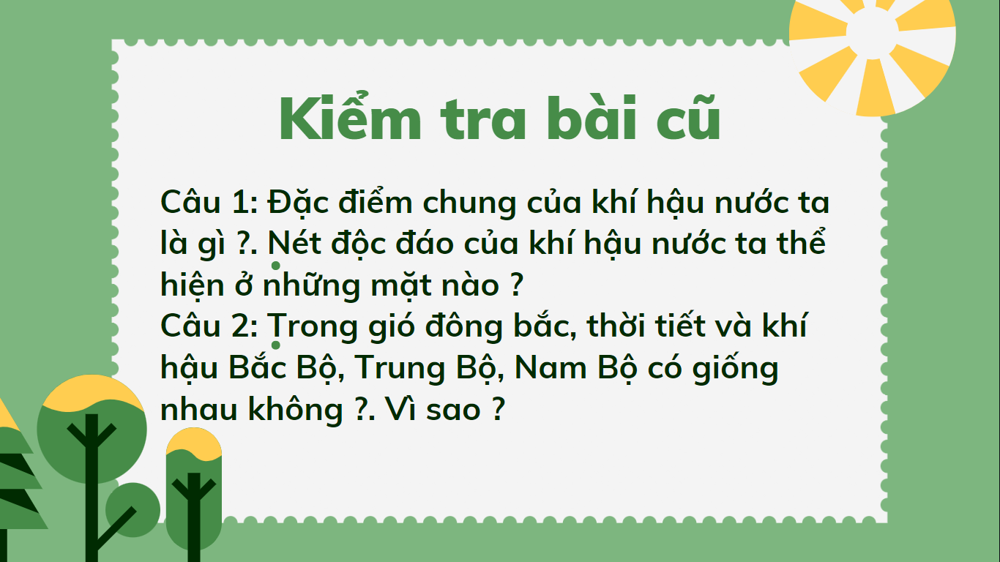 Kiểm tra bài cũ
Câu 1: Đặc điểm chung của khí hậu nước ta
là gì ?. Nét độc đáo của khí hậu nước ta thể
hiện ở những mặt nào ?
Câu 2: Trong gió đông bắc, thời tiết và khí
hậu Bắc Bộ, Trung Bộ, Nam Bộ có giống
nhau không ?. Vì sao ?